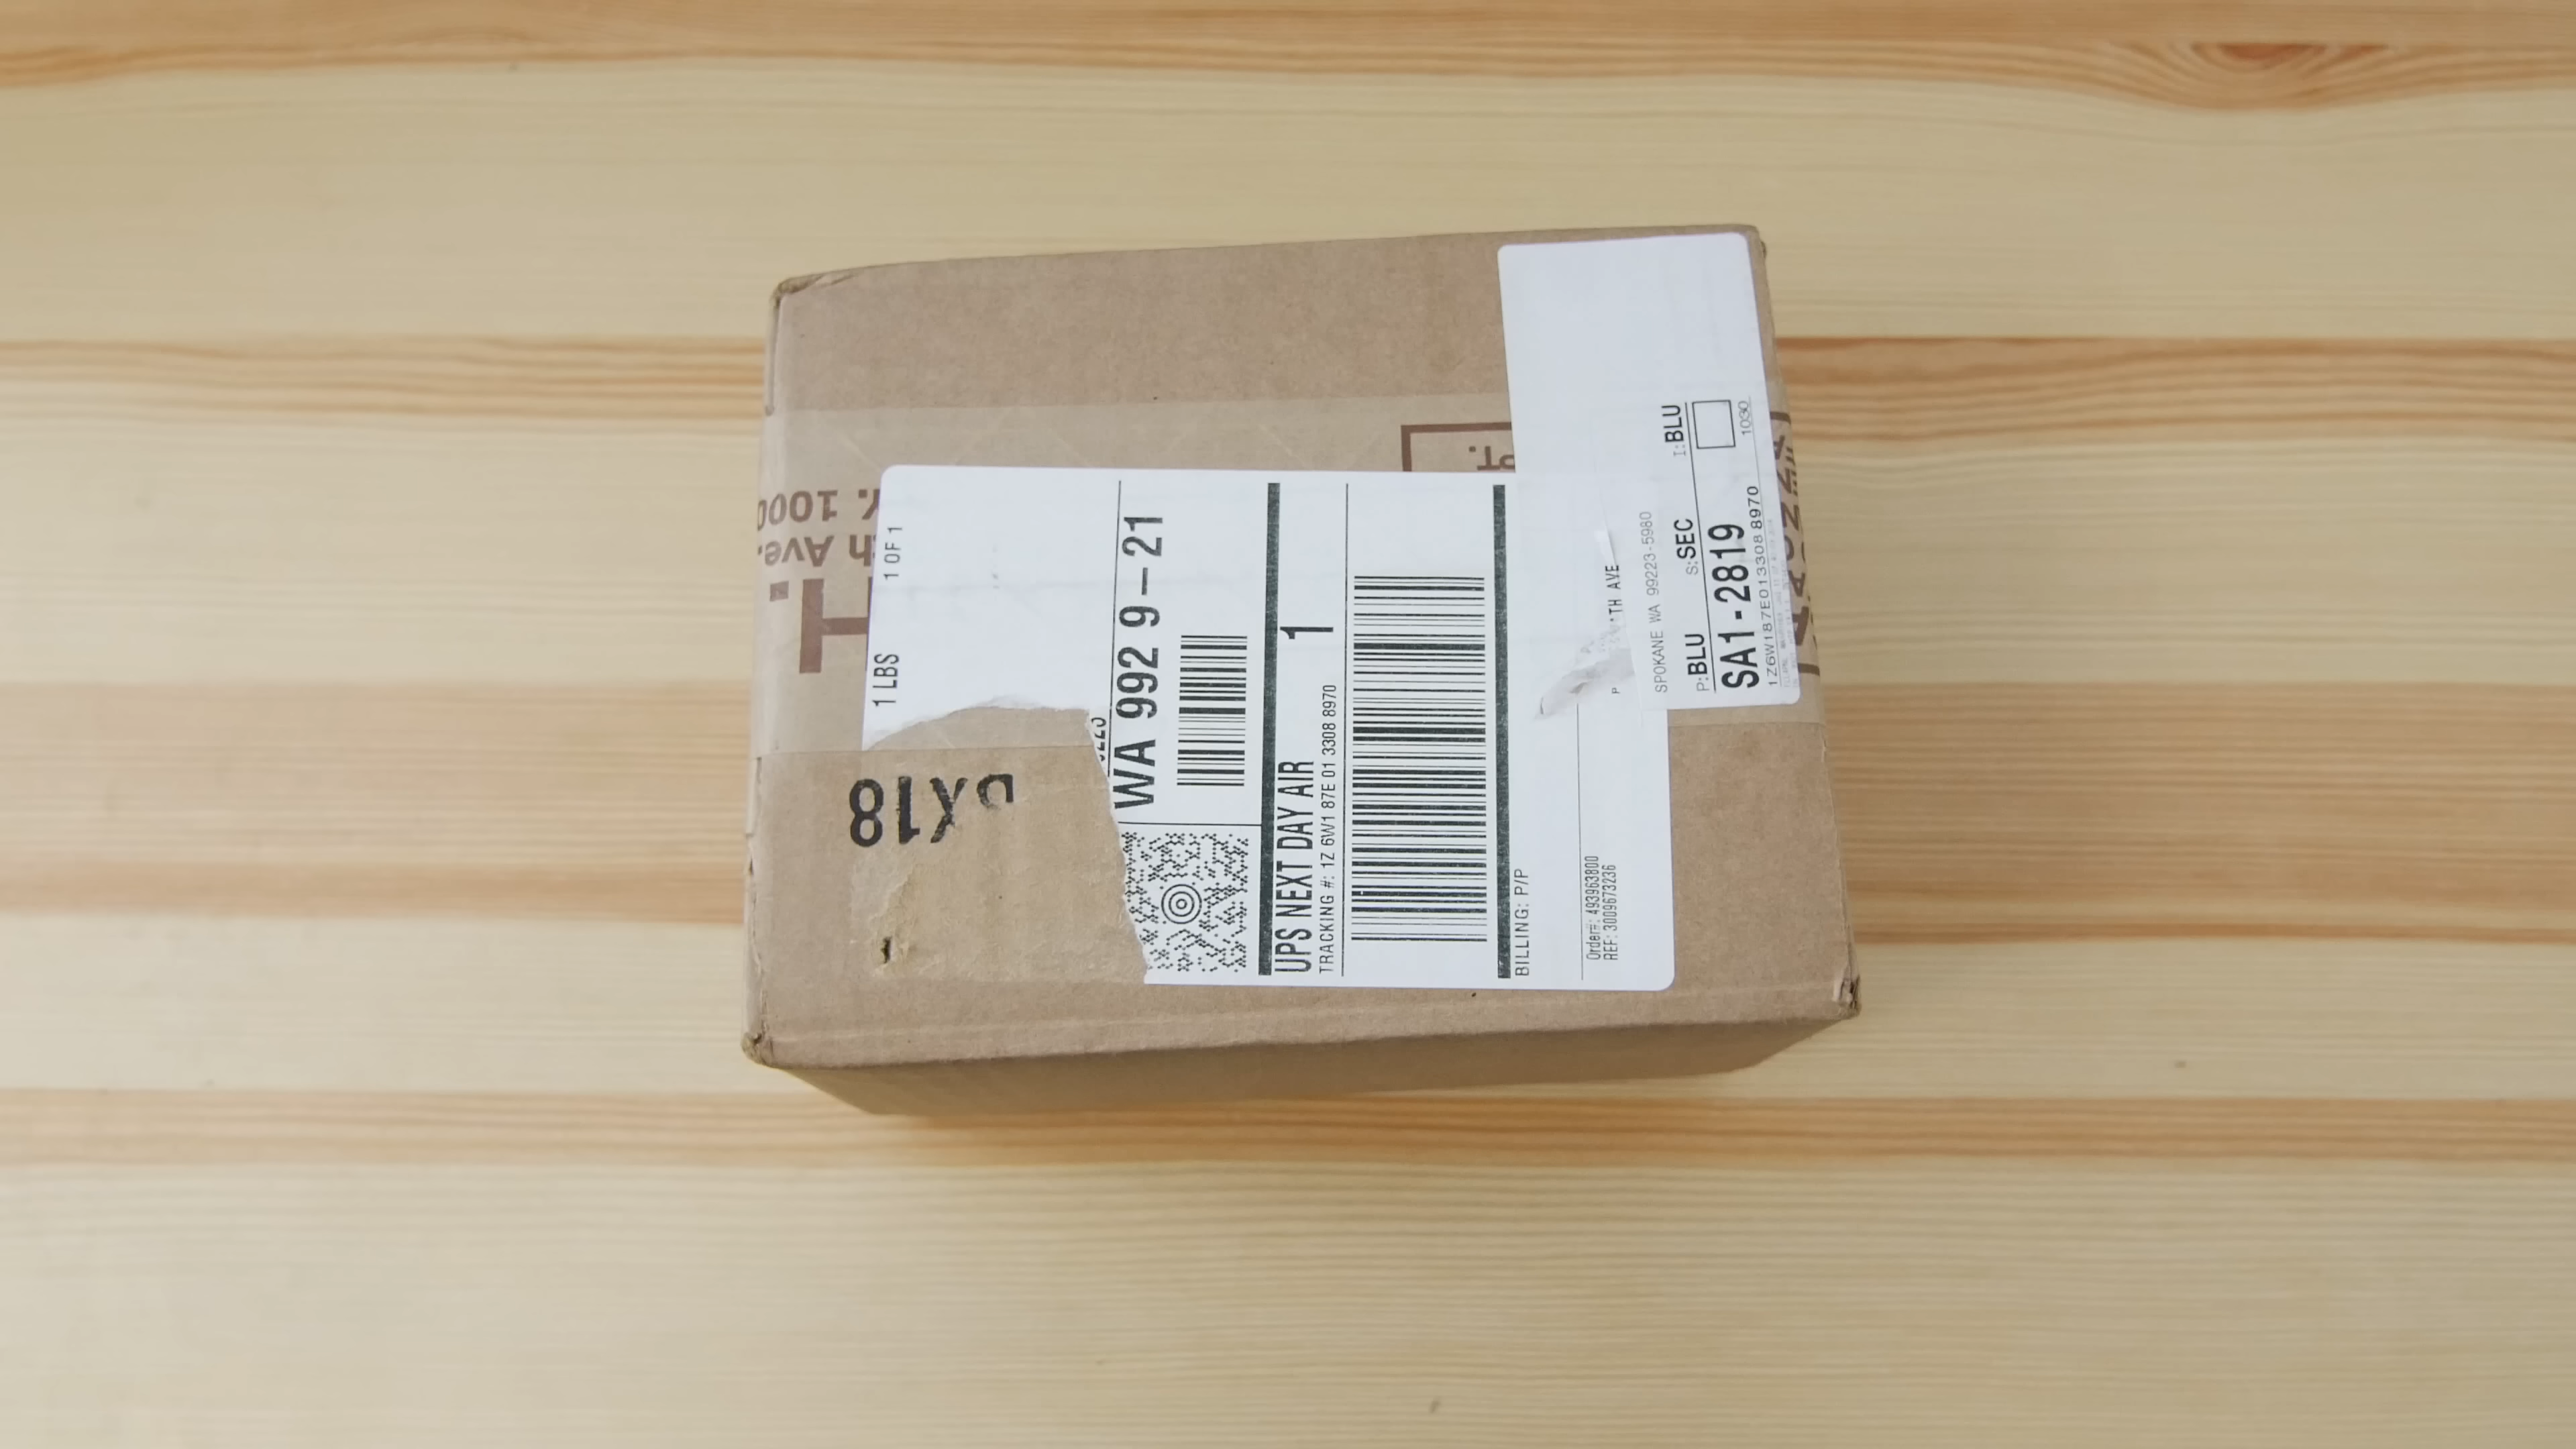 1 LBS 1 OF 1
WA 992 9-21
UPS NEXT DAY AIR 1
TRACKING #: 1Z 6W1 87E 01 3308 8970
BILLING: P/P
Order#: 493963800
REF: 3009673236
TH AVE
SPOKANE WA 99223-5980
P:BLU S:SEC I:BLU
SA1-2819
1Z6W187E0133088970 1030
Y. 1000
th Ave.
H.
X18